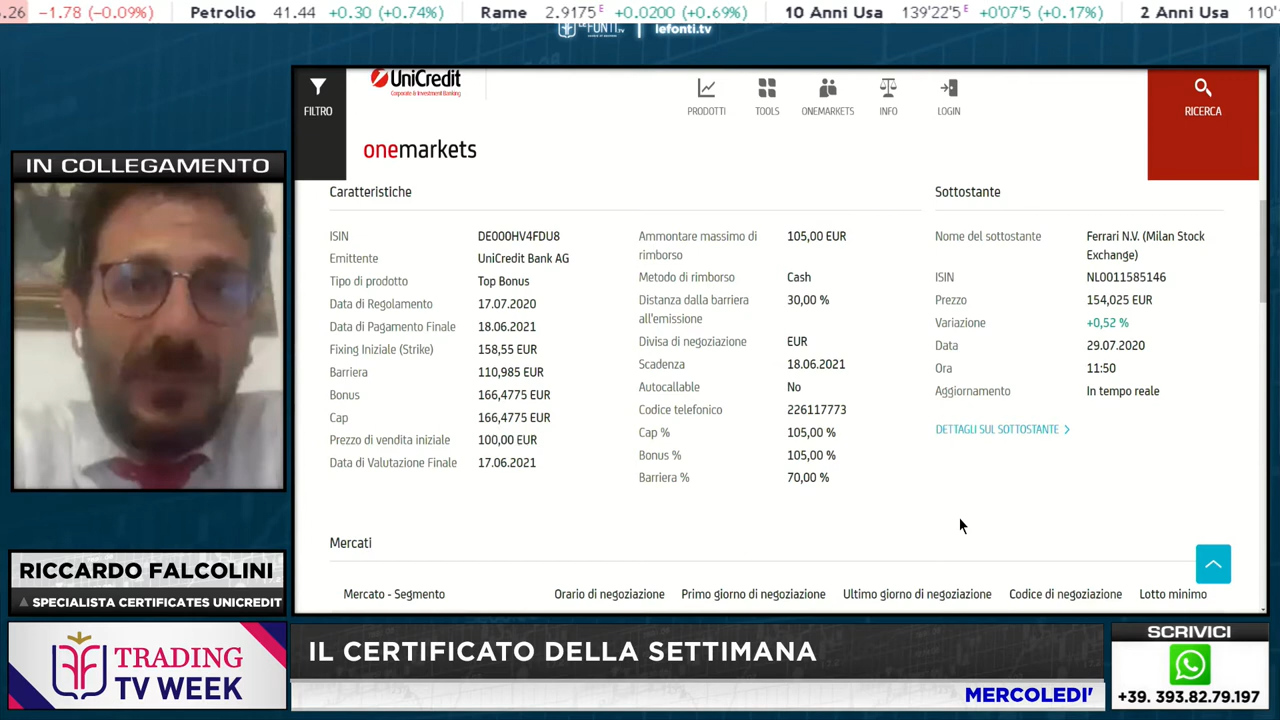 .26 -1.78 (-0.09%) Petrolio 41.44 +0.30 (+0.74%) Rame 2.9175E +0.0200 (+0.69%) 10 Anni Usa 139'22'5E +0'07'5 (+0.17%) 2 Anni Usa 110'
LE FONTI.TV lefonti.tv
FILTRO
UniCredit
Corporate & Investment Banking
PRODOTTI TOOLS ONEMARKETS INFO LOGIN
RICERCA
onemarkets
IN COLLEGAMENTO
Caratteristiche
ISIN DE000HV4FDU8
Emittente UniCredit Bank AG
Tipo di prodotto Top Bonus
Data di Regolamento 17.07.2020
Data di Pagamento Finale 18.06.2021
Fixing Iniziale (Strike) 158,55 EUR
Barriera 110,985 EUR
Bonus 166,4775 EUR
Cap 166,4775 EUR
Prezzo di vendita iniziale 100,00 EUR
Data di Valutazione Finale 17.06.2021
Ammontare massimo di 105,00 EUR
rimborso
Metodo di rimborso Cash
Distanza dalla barriera 30,00 %
all'emissione
Divisa di negoziazione EUR
Scadenza 18.06.2021
Autocallable No
Codice telefonico 226117773
Cap % 105,00 %
Bonus % 105,00 %
Barriera % 70,00 %
Sottostante
Nome del sottostante Ferrari N.V. (Milan Stock
Exchange)
ISIN NL0011585146
Prezzo 154,025 EUR
Variazione +0,52 %
Data 29.07.2020
Ora 11:50
Aggiornamento In tempo reale
DETTAGLI SUL SOTTOSTANTE
Mercati
Mercato - Segmento Orario di negoziazione Primo giorno di negoziazione Ultimo giorno di negoziazione Codice di negoziazione Lotto minimo
RICCARDO FALCOLINI
SPECIALISTA CERTIFICATES UNICREDIT
TRADING
TV WEEK
IL CERTIFICATO DELLA SETTIMANA
MERCOLEDI'
SCRIVICI
+39. 393.82.79.197